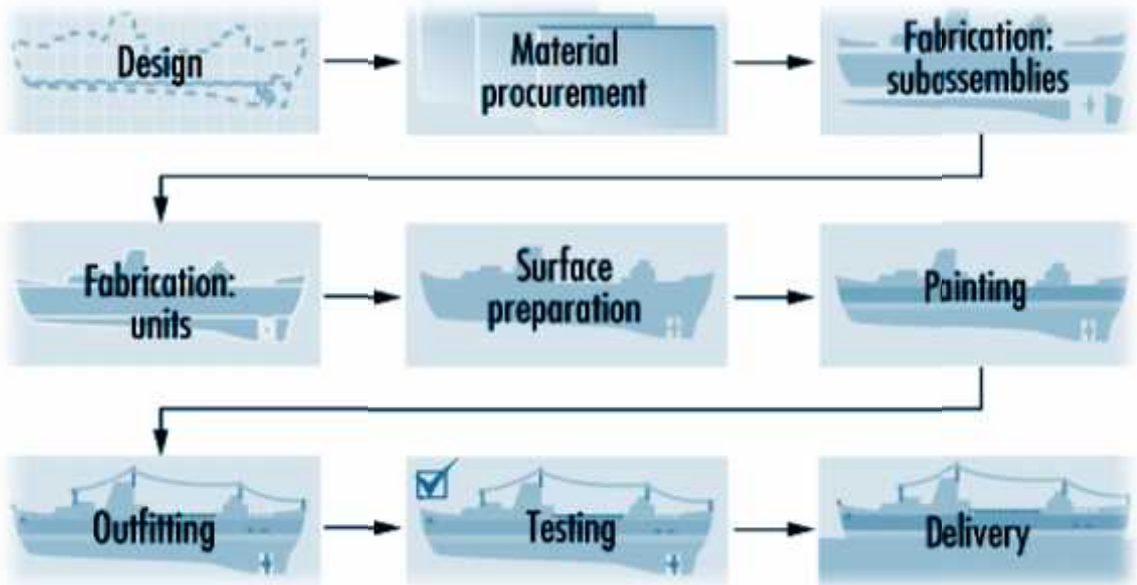 Design
Material
procurement
Fabrication:
subassemblies
Fabrication:
units
Surface
preparation
Painting
Outfitting
Testing
Delivery